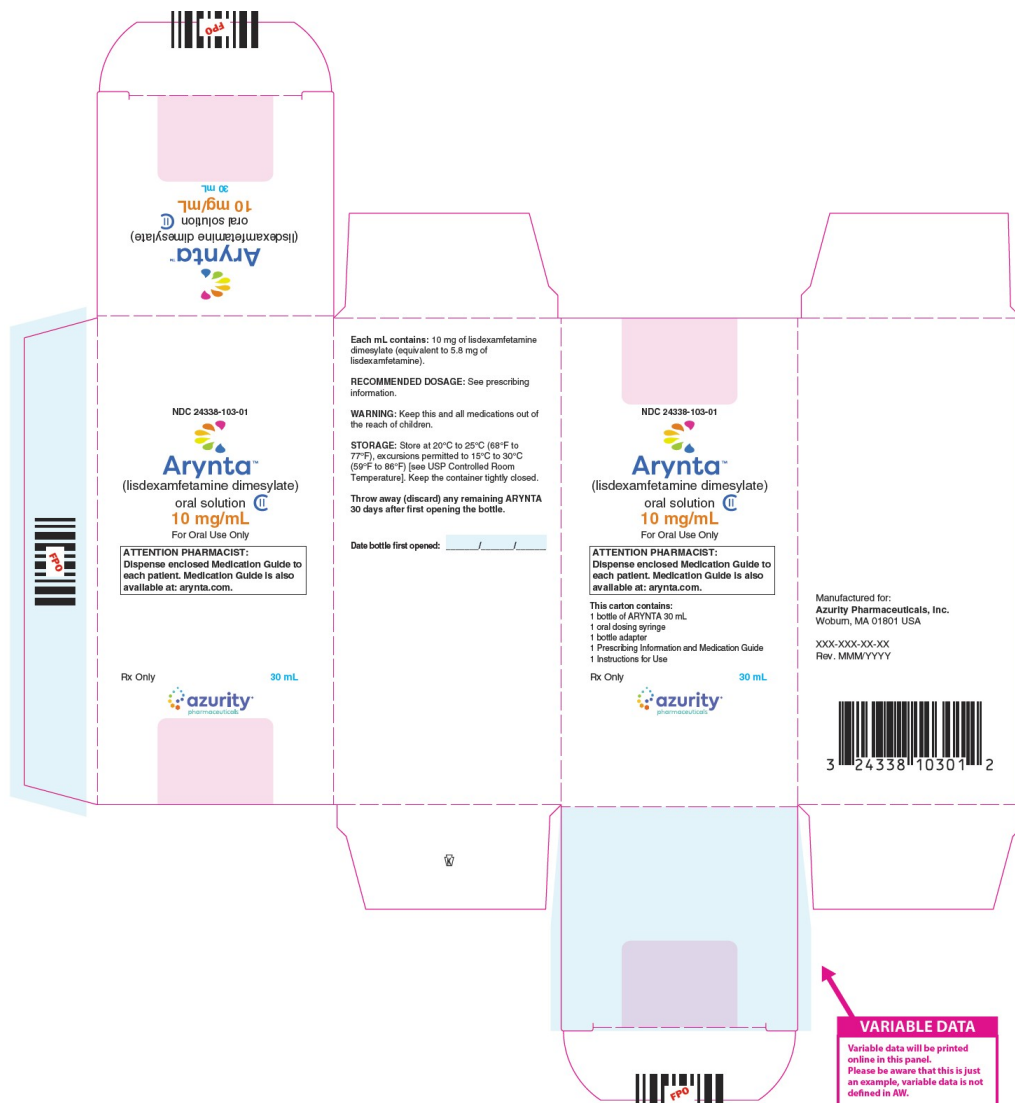 FPO
30 mL
10 mg/mL
oral solution CII
(lisdexamfetamine dimesylate)
Arynta™
FPO
NDC 24338-103-01
Arynta™
(lisdexamfetamine dimesylate)
oral solution CII
10 mg/mL
For Oral Use Only
ATTENTION PHARMACIST:
Dispense enclosed Medication Guide to
each patient. Medication Guide is also
available at: arynta.com.
Rx Only 30 mL
azurity
pharmaceuticals
Each mL contains: 10 mg of lisdexamfetamine
dimesylate (equivalent to 5.8 mg of
lisdexamfetamine).
RECOMMENDED DOSAGE: See prescribing
information.
WARNING: Keep this and all medications out of
the reach of children.
STORAGE: Store at 20°C to 25°C (68°F to
77°F), excursions permitted to 15°C to 30°C
(59°F to 86°F) [see USP Controlled Room
Temperature]. Keep the container tightly closed.
Throw away (discard) any remaining ARYNTA
30 days after first opening the bottle.
Date bottle first opened: ______/______/______
NDC 24338-103-01
Arynta™
(lisdexamfetamine dimesylate)
oral solution CII
10 mg/mL
For Oral Use Only
ATTENTION PHARMACIST:
Dispense enclosed Medication Guide to
each patient. Medication Guide is also
available at: arynta.com.
This carton contains:
1 bottle of ARYNTA 30 mL
1 oral dosing syringe
1 bottle adapter
1 Prescribing Information and Medication Guide
1 Instructions for Use
Rx Only 30 mL
azurity
pharmaceuticals
Manufactured for:
Azurity Pharmaceuticals, Inc.
Woburn, MA 01801 USA
XXX-XXX-XX-XX
Rev. MMM/YYYY
3 24338 10301 2
FPO
VARIABLE DATA
Variable data will be printed
online in this panel.
Please be aware that this is just
an example, variable data is not
defined in AW.